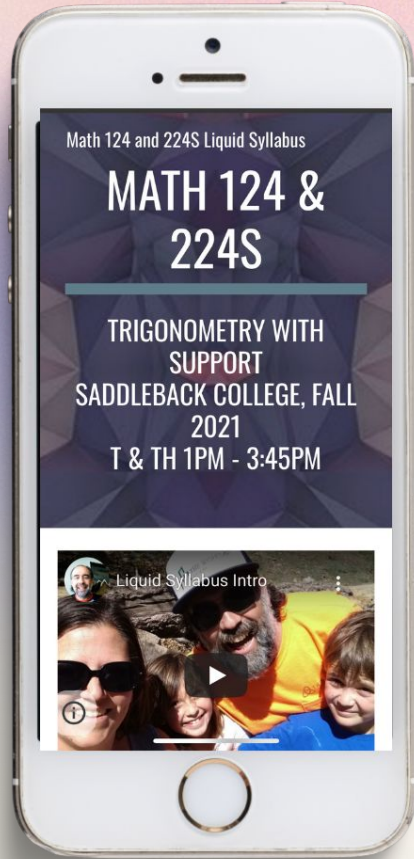 Math 124 and 224S Liquid Syllabus
MATH 124 &
224S
TRIGONOMETRY WITH
SUPPORT
SADDLEBACK COLLEGE, FALL
2021
T & TH 1PM - 3:45PM
Liquid Syllabus Intro